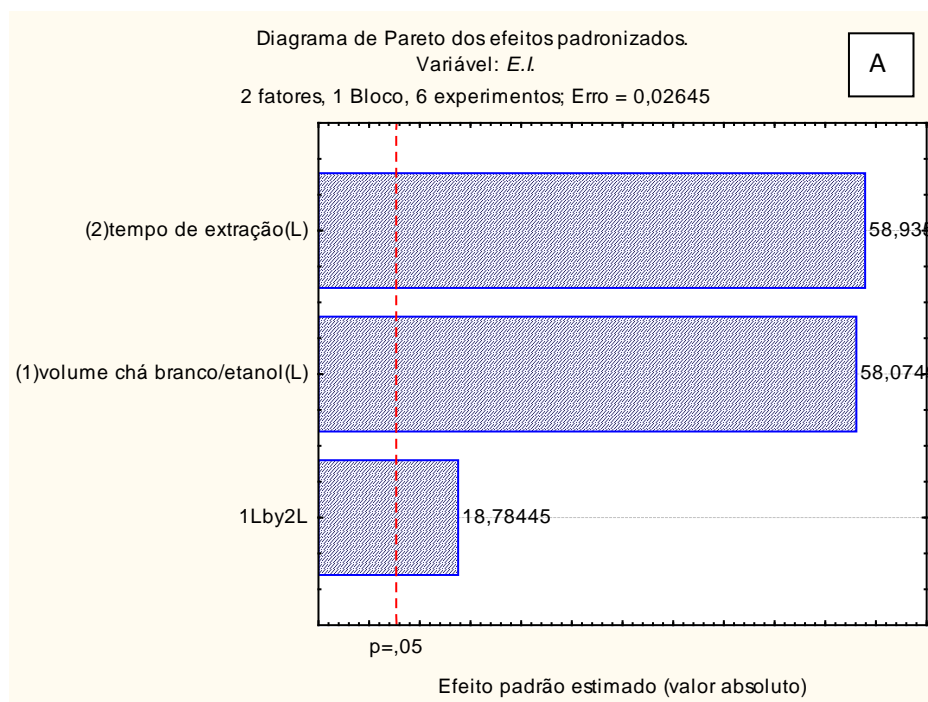 Diagrama de Pareto dos efeitos padronizados.
Variável: E.I.
A
2 fatores, 1 Bloco, 6 experimentos; Erro = 0,02645
(2)tempo de extração(L)
58,93
(1)volume chá branco/etanol(L)
58,074
1Lby2L
18,78445
p=,05
Efeito padrão estimado (valor absoluto)